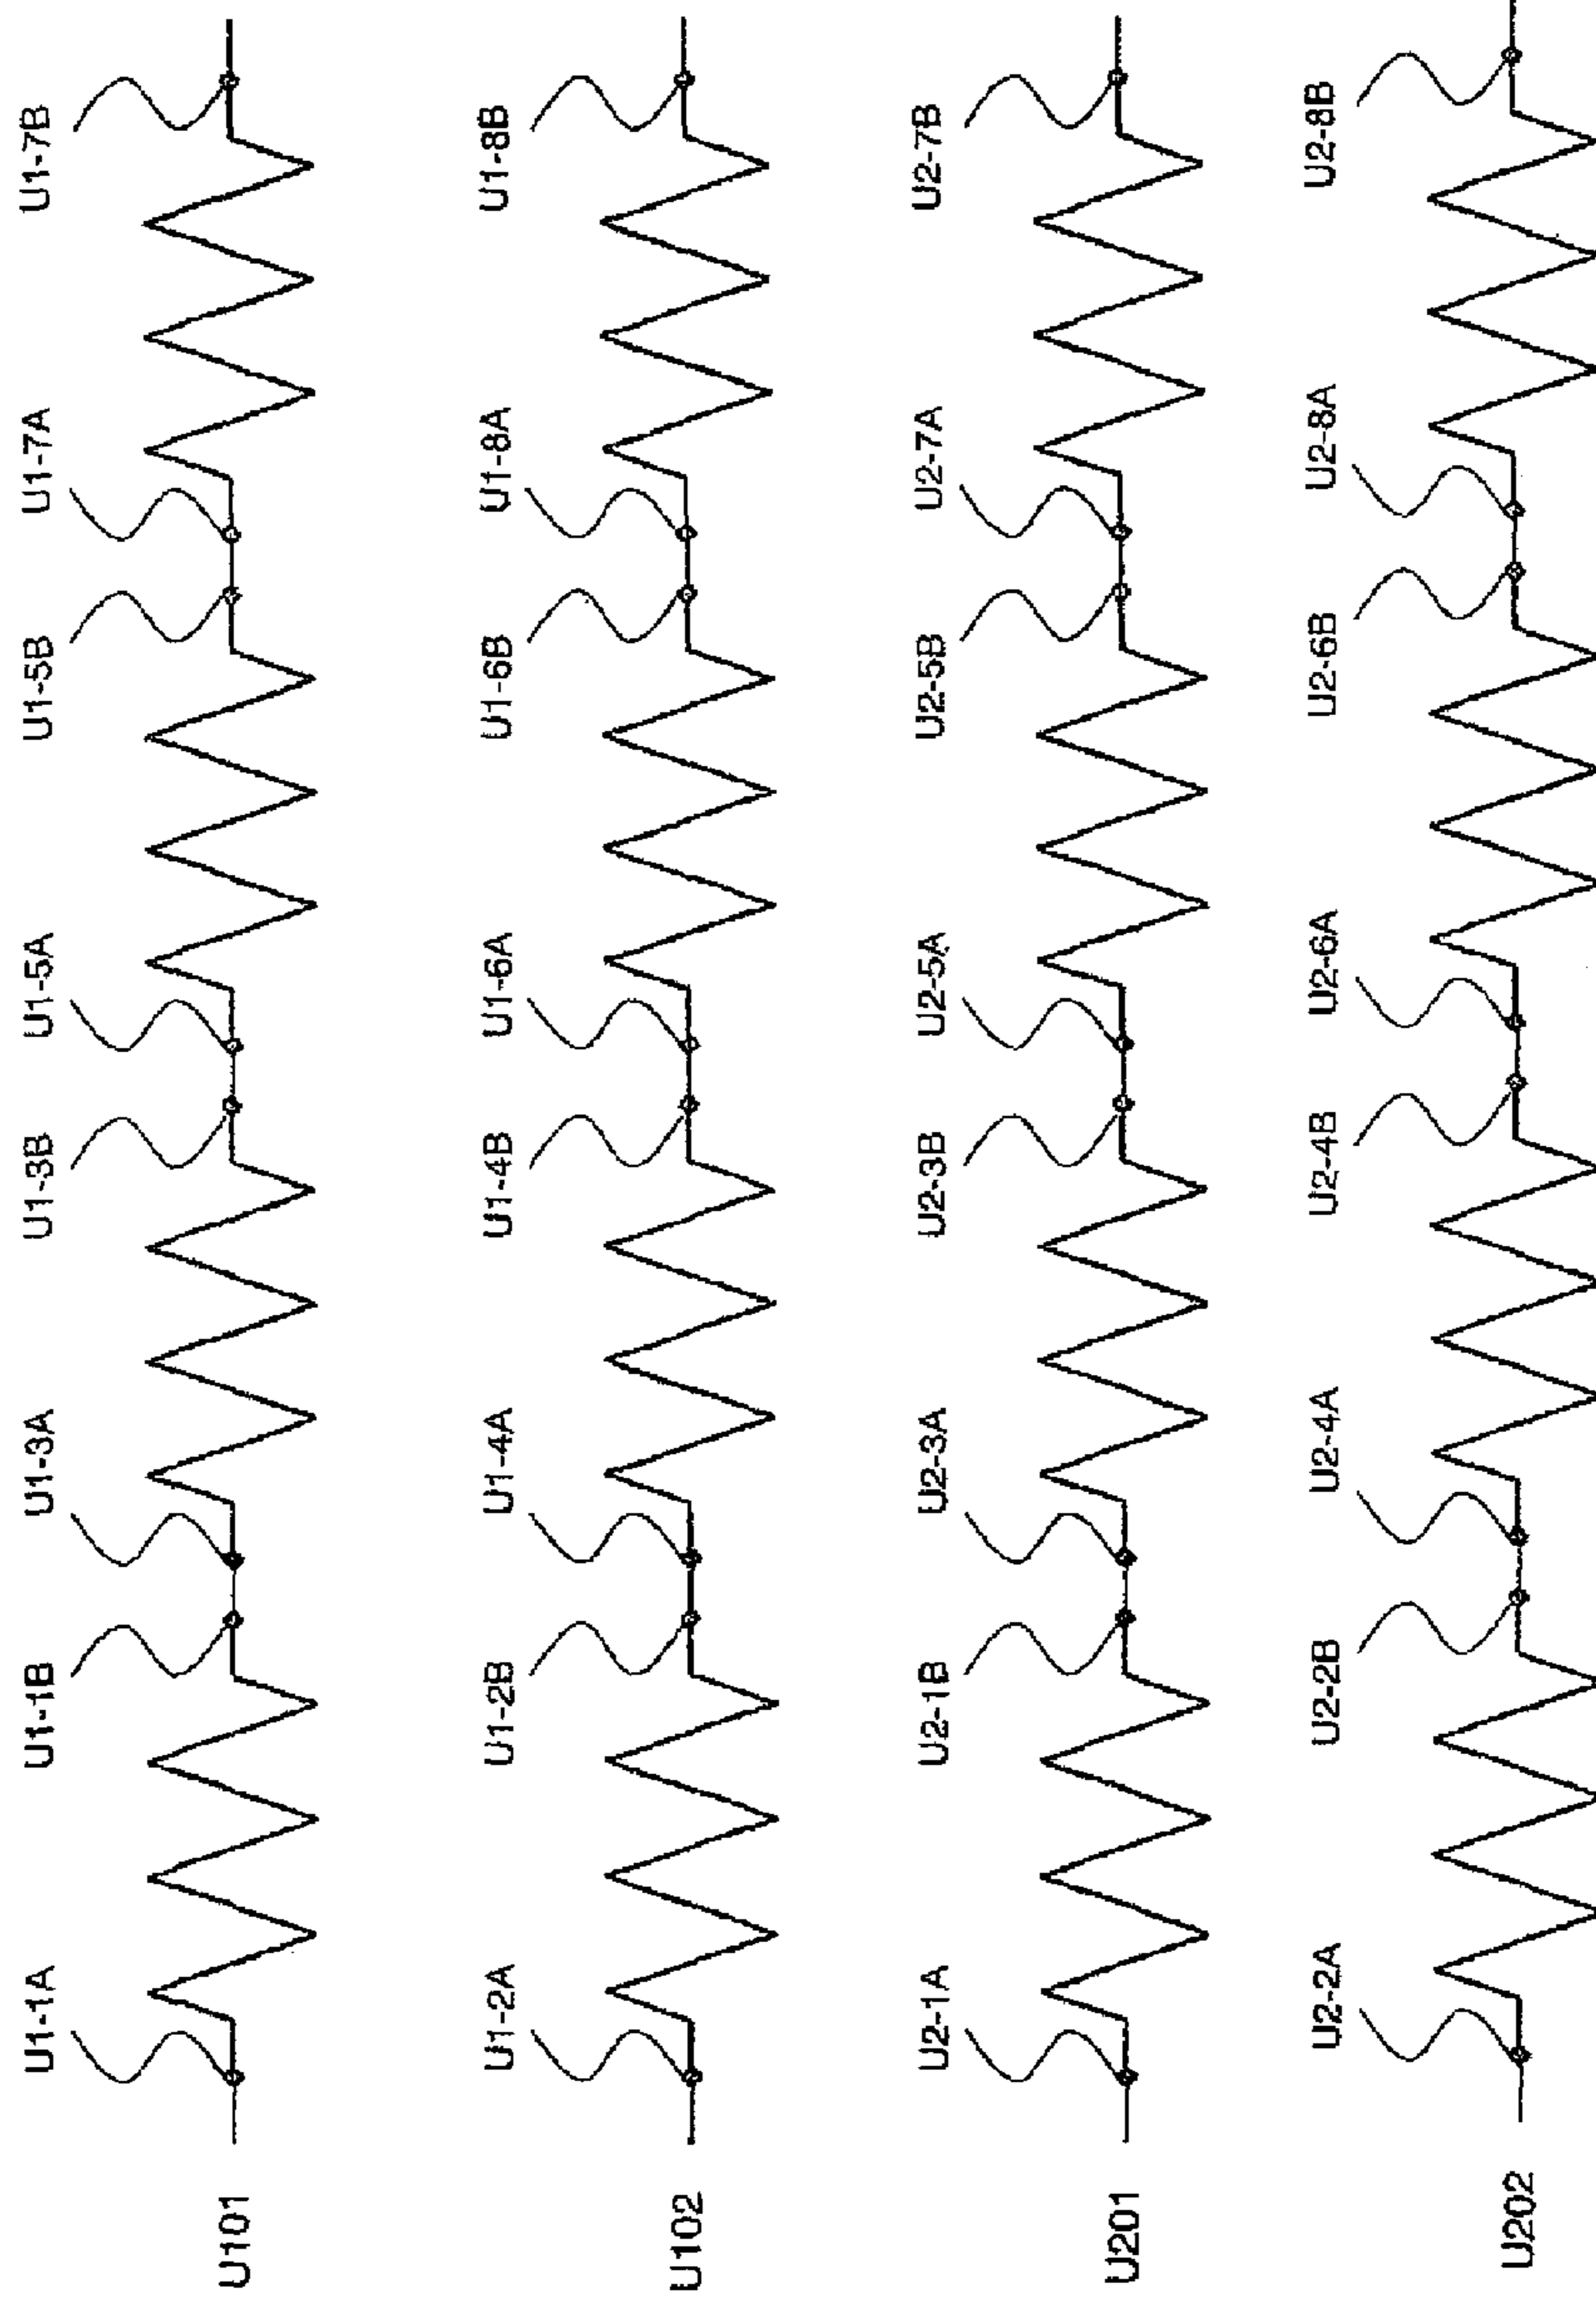 U1-1A U1-1B U1-3A U1-3B U1-5A U1-5B U1-7A U1-7B
U101
U1-2A U1-2B U1-4A U1-4B U1-6A U1-6B U1-8A U1-8B
U102
U2-1A U2-1B U2-3A U2-3B U2-5A U2-5B U2-7A U2-7B
U201
U2-2A U2-2B U2-4A U2-4B U2-6A U2-6B U2-8A U2-8B
U202